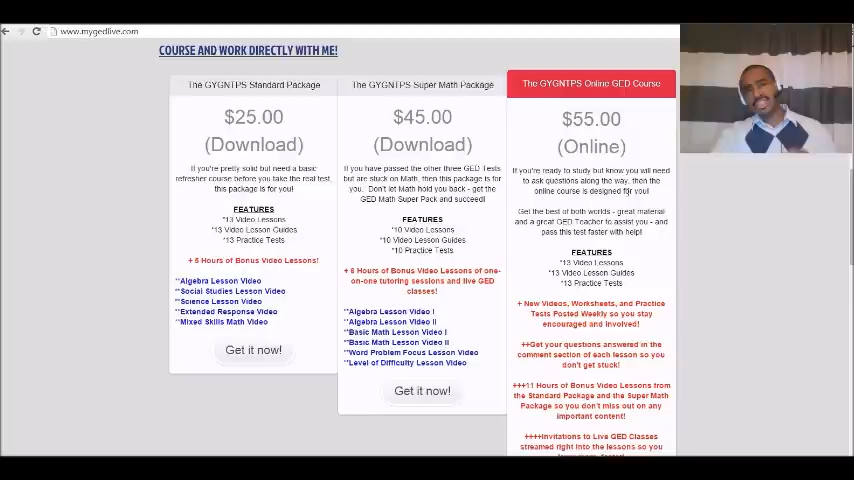 www.mygedlive.com
COURSE AND WORK DIRECTLY WITH ME!
The GYGNTPS Standard Package
$25.00
(Download)
If you're pretty solid but need a basic
refresher course before you take the real test,
this package is for you!
FEATURES
*13 Video Lessons
*13 Video Lesson Guides
*13 Practice Tests
+ 5 Hours of Bonus Video Lessons!
**Algebra Lesson Video
**Social Studies Lesson Video
**Science Lesson Video
**Extended Response Video
**Mixed Skills Math Video
Get it now!
The GYGNTPS Super Math Package
$45.00
(Download)
If you have passed the other three GED Tests
but are stuck on Math, then this package is for
you. Don't let Math hold you back - get the
GED Math Super Pack and succeed!
FEATURES
*10 Video Lessons
*10 Video Lesson Guides
*10 Practice Tests
+ 6 Hours of Bonus Video Lessons of one-
on-one tutoring sessions and live GED
classes!
**Algebra Lesson Video I
**Algebra Lesson Video II
**Basic Math Lesson Video I
**Basic Math Lesson Video II
**Word Problem Focus Lesson Video
**Level of Difficulty Lesson Video
Get it now!
The GYGNTPS Online GED Course
$55.00
(Online)
If you're ready to study but know you will need
to ask questions along the way, then the
online course is designed for you!
Get the best of both worlds - great material
and a great GED Teacher to assist you - and
pass this test faster with help!
FEATURES
*13 Video Lessons
*13 Video Lesson Guides
*13 Practice Tests
+ New Videos, Worksheets, and Practice
Tests Posted Weekly so you stay
encouraged and involved!
++Get your questions answered in the
comment section of each lesson so you
don't get stuck!
+++11 Hours of Bonus Video Lessons from
the Standard Package and the Super Math
Package so you don't miss out on any
important content!
++++Invitations to Live GED Classes
streamed right into the lessons so you